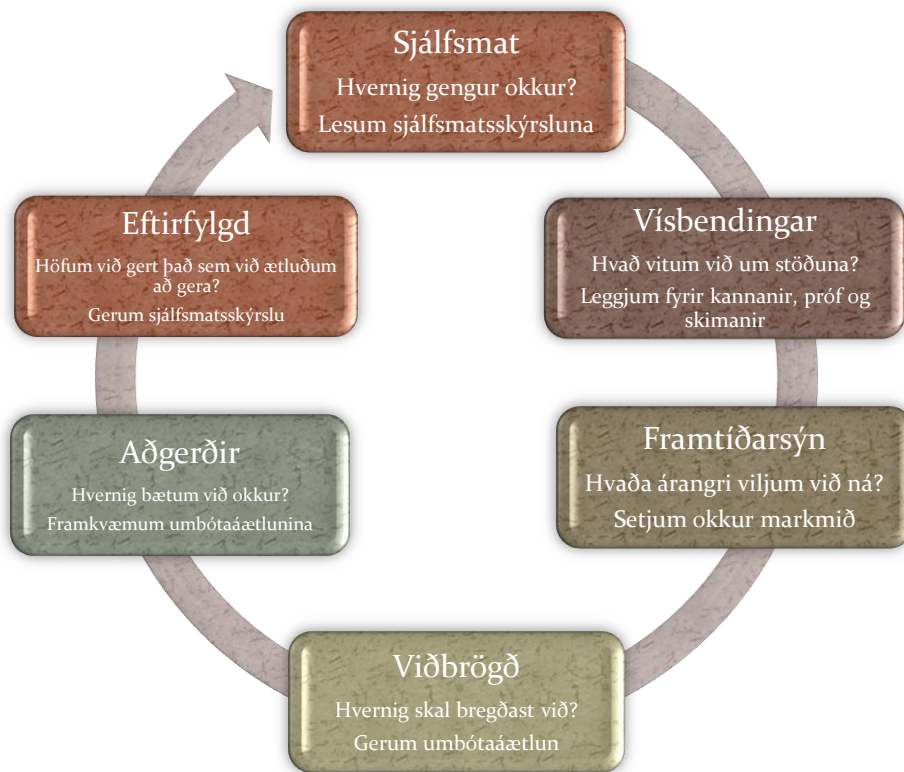 Sjálfsmat
Hvernig gengur okkur?
Lesum sjálfsmatsskýrsluna
Vísbendingar
Hvað vitum við um stöðuna?
Leggjum fyrir kannanir, próf og
skimanir
Framtíðarsýn
Hvaða árangri viljum við ná?
Setjum okkur markmið
Viðbrögð
Hvernig skal bregðast við?
Gerum umbótaáætlun
Aðgerðir
Hvernig bætum við okkur?
Framkvæmum umbótaáætlunina
Eftirfylgd
Höfum við gert það sem við ætluðum
að gera?
Gerum sjálfsmatsskýrslu